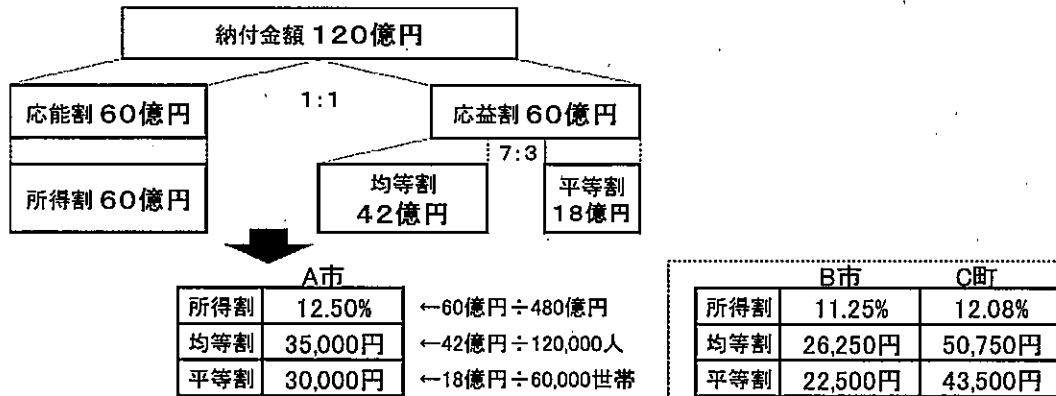 納付金額 120億円
応能割 60億円
1:1
応益割 60億円
7:3
所得割 60億円
均等割
42億円
平等割
18億円
A市
所得割 12.50% ←60億円÷480億円
均等割 35,000円 ←42億円÷120,000人
平等割 30,000円 ←18億円÷60,000世帯
B市 C町
所得割 11.25% 12.08%
均等割 26,250円 50,750円
平等割 22,500円 43,500円